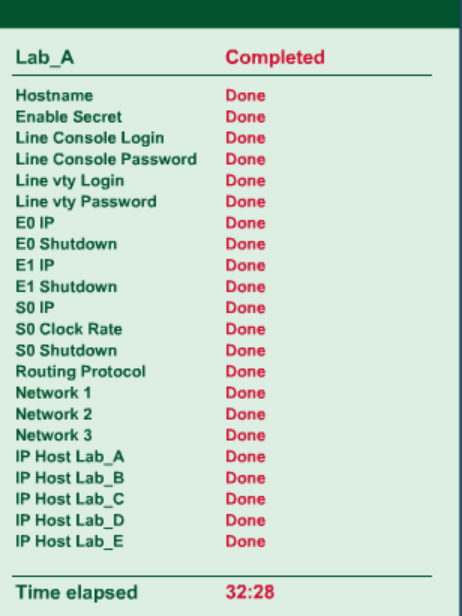 Lab_A Completed
Hostname Done
Enable Secret Done
Line Console Login Done
Line Console Password Done
Line vty Login Done
Line vty Password Done
E0 IP Done
E0 Shutdown Done
E1 IP Done
E1 Shutdown Done
S0 IP Done
S0 Clock Rate Done
S0 Shutdown Done
Routing Protocol Done
Network 1 Done
Network 2 Done
Network 3 Done
IP Host Lab_A Done
IP Host Lab_B Done
IP Host Lab_C Done
IP Host Lab_D Done
IP Host Lab_E Done
Time elapsed 32:28